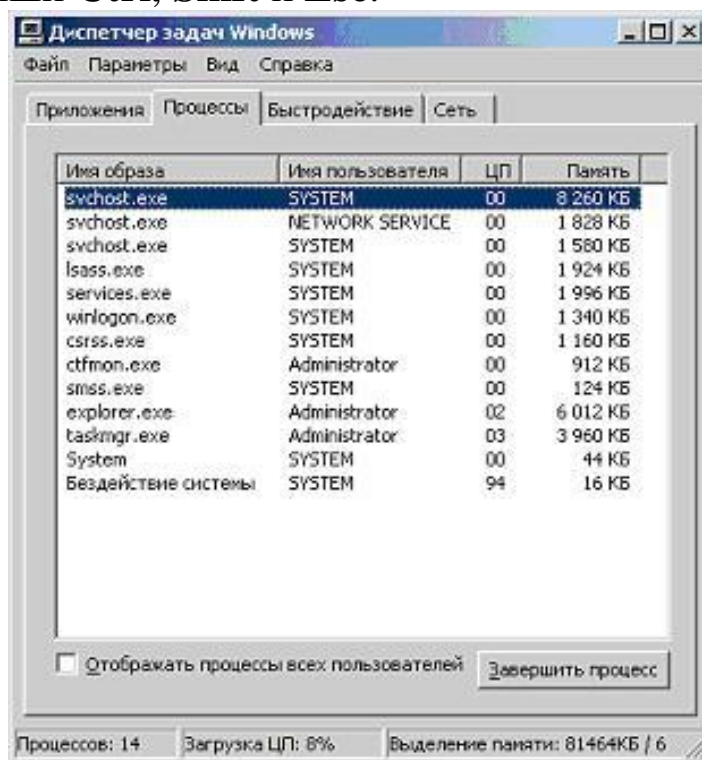 Диспетчер задач Windows
Файл Параметры Вид Справка
Приложения Процессы Быстродействие Сеть
Имя образа Имя пользователя ЦП Память
svchost.exe SYSTEM 00 8 260 КБ
svchost.exe NETWORK SERVICE 00 1 828 КБ
svchost.exe SYSTEM 00 1 580 КБ
lsass.exe SYSTEM 00 1 924 КБ
services.exe SYSTEM 00 1 996 КБ
winlogon.exe SYSTEM 00 1 340 КБ
csrss.exe SYSTEM 00 1 160 КБ
ctfmon.exe Administrator 00 912 КБ
smss.exe SYSTEM 00 124 КБ
explorer.exe Administrator 02 6 012 КБ
taskmgr.exe Administrator 03 3 960 КБ
System SYSTEM 00 44 КБ
Бездействие системы SYSTEM 94 16 КБ
Отображать процессы всех пользователей Завершить процесс
Процессов: 14 Загрузка ЦП: 8% Выделение памяти: 81464КБ / 6